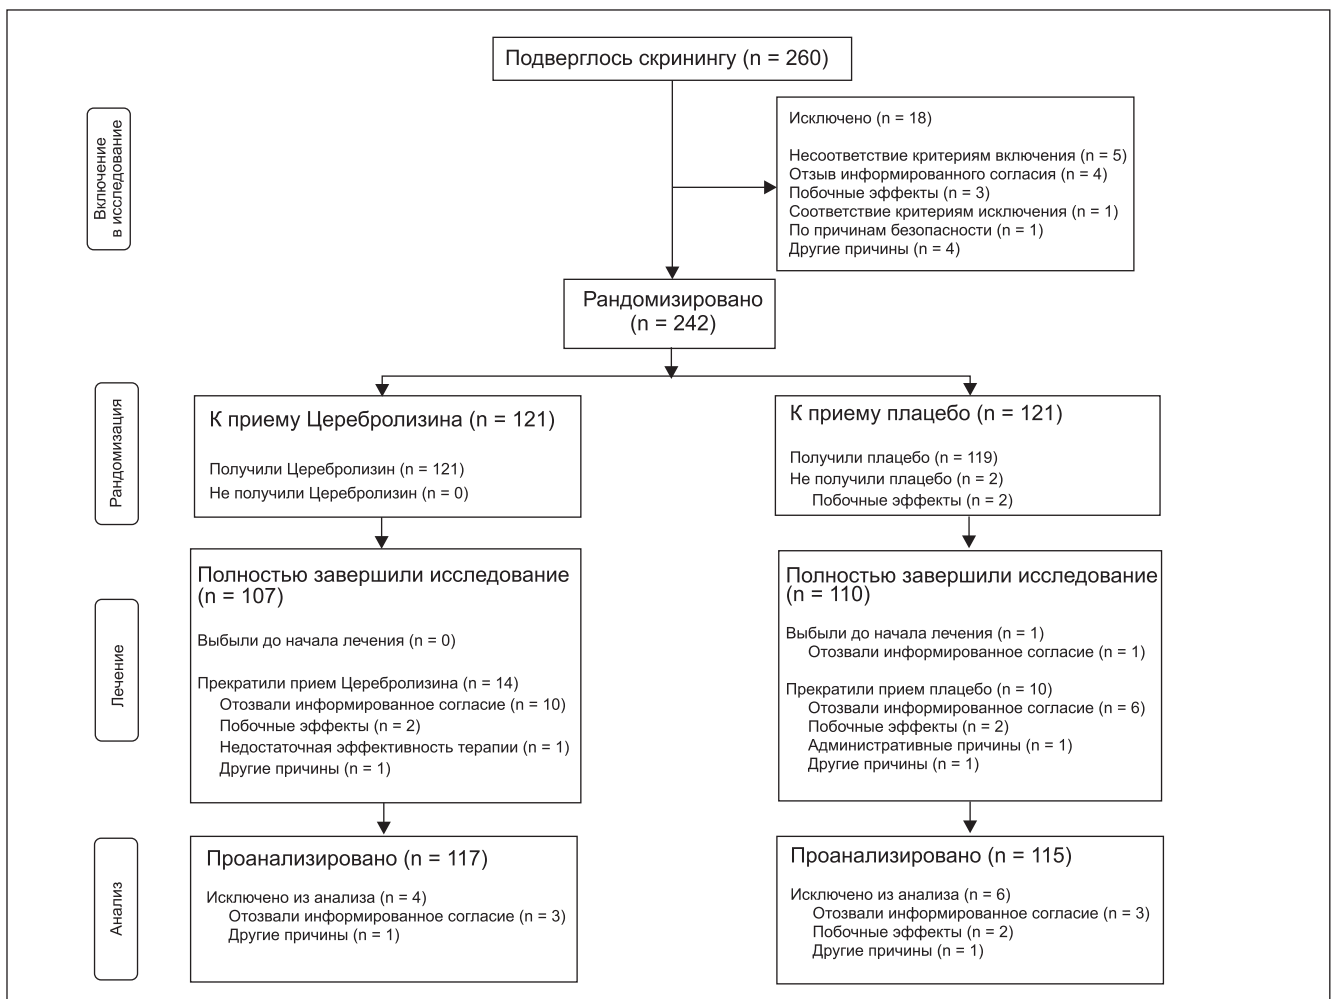 Подверглось скринингу (n = 260)
Включение
в исследование
Исключено (n = 18)
Несоответствие критериям включения (n = 5)
Отзыв информированного согласия (n = 4)
Побочные эффекты (n = 3)
Соответствие критериям исключения (n = 1)
По причинам безопасности (n = 1)
Другие причины (n = 4)
Рандомизировано
(n = 242)
Рандомизация
К приему Церебролизина (n = 121)
Получили Церебролизин (n = 121)
Не получили Церебролизин (n = 0)
К приему плацебо (n = 121)
Получили плацебо (n = 119)
Не получили плацебо (n = 2)
Побочные эффекты (n = 2)
Лечение
Полностью завершили исследование
(n = 107)
Выбыли до начала лечения (n = 0)
Прекратили прием Церебролизина (n = 14)
Отозвали информированное согласие (n = 10)
Побочные эффекты (n = 2)
Недостаточная эффективность терапии (n = 1)
Другие причины (n = 1)
Полностью завершили исследование
(n = 110)
Выбыли до начала лечения (n = 1)
Отозвали информированное согласие (n = 1)
Прекратили прием плацебо (n = 10)
Отозвали информированное согласие (n = 6)
Побочные эффекты (n = 2)
Административные причины (n = 1)
Другие причины (n = 1)
Анализ
Проанализировано (n = 117)
Исключено из анализа (n = 4)
Отозвали информированное согласие (n = 3)
Другие причины (n = 1)
Проанализировано (n = 115)
Исключено из анализа (n = 6)
Отозвали информированное согласие (n = 3)
Побочные эффекты (n = 2)
Другие причины (n = 1)